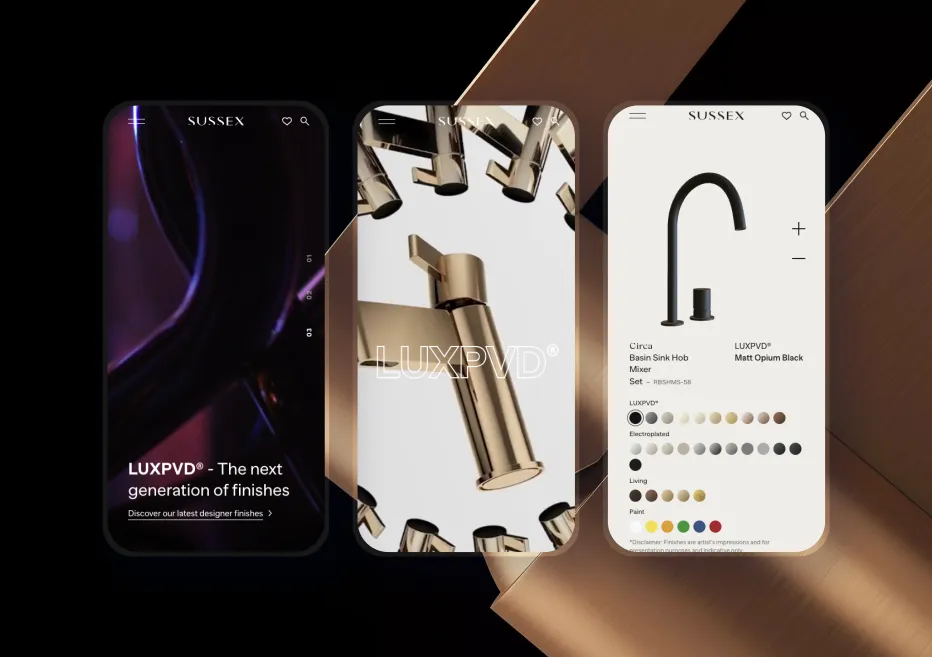 SUSSEX
01
02
03
LUXPVD® - The next
generation of finishes
Discover our latest designer finishes
SUSSEX
LUXPVD®
SUSSEX
Circa
Basin Sink Hob
Mixer
Set – RBSHMS-58
LUXPVD®
Matt Opium Black
LUXPVD®
Electroplated
Living
Paint
*Disclaimer: Finishes are artist's impressions and for
presentation purposes and indicative only.